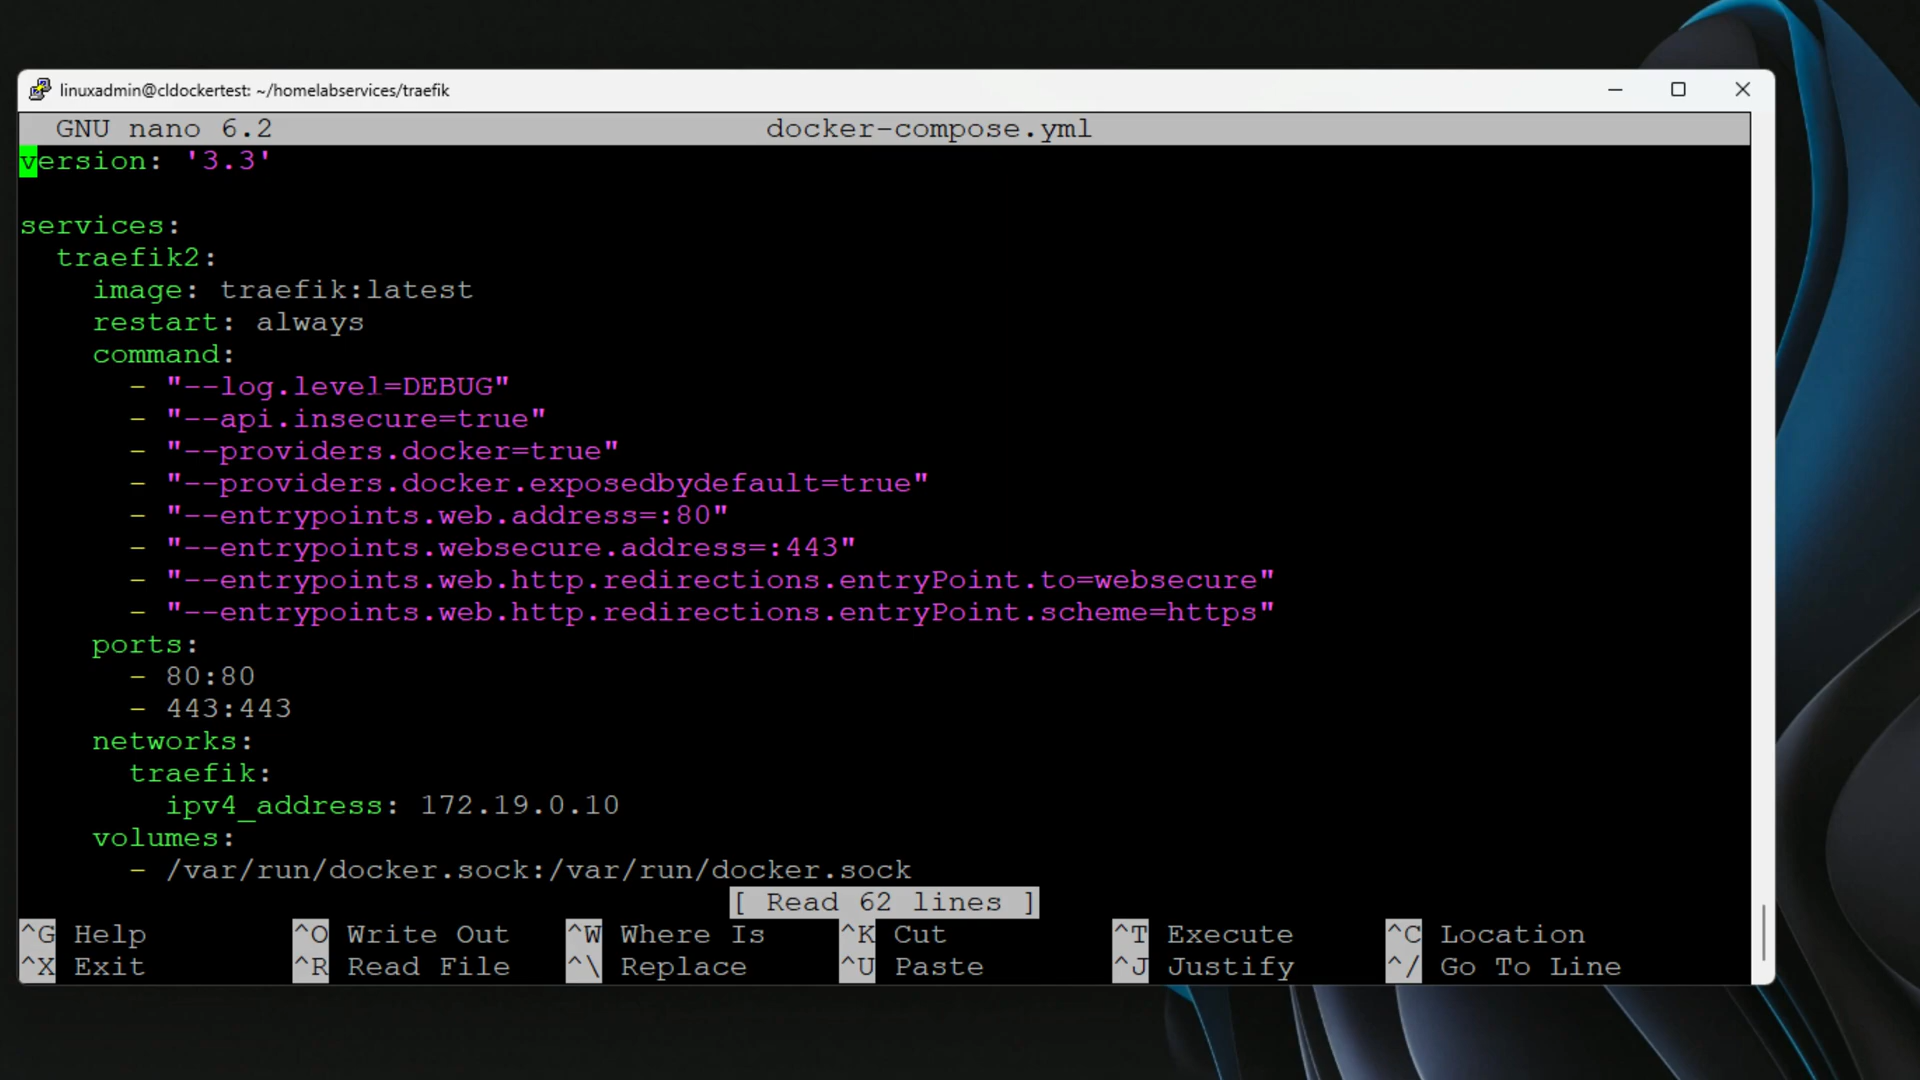 linuxadmin@cldockertest: ~/homelabservices/traefik
GNU nano 6.2 docker-compose.yml
version: '3.3'
services:
  traefik2:
    image: traefik:latest
    restart: always
    command:
      - "--log.level=DEBUG"
      - "--api.insecure=true"
      - "--providers.docker=true"
      - "--providers.docker.exposedbydefault=true"
      - "--entrypoints.web.address=:80"
      - "--entrypoints.websecure.address=:443"
      - "--entrypoints.web.http.redirections.entryPoint.to=websecure"
      - "--entrypoints.web.http.redirections.entryPoint.scheme=https"
    ports:
      - 80:80
      - 443:443
    networks:
      traefik:
        ipv4_address: 172.19.0.10
    volumes:
      - /var/run/docker.sock:/var/run/docker.sock
[ Read 62 lines ]
^G Help ^O Write Out ^W Where Is ^K Cut ^T Execute ^C Location
^X Exit ^R Read File ^\ Replace ^U Paste ^J Justify ^/ Go To Line